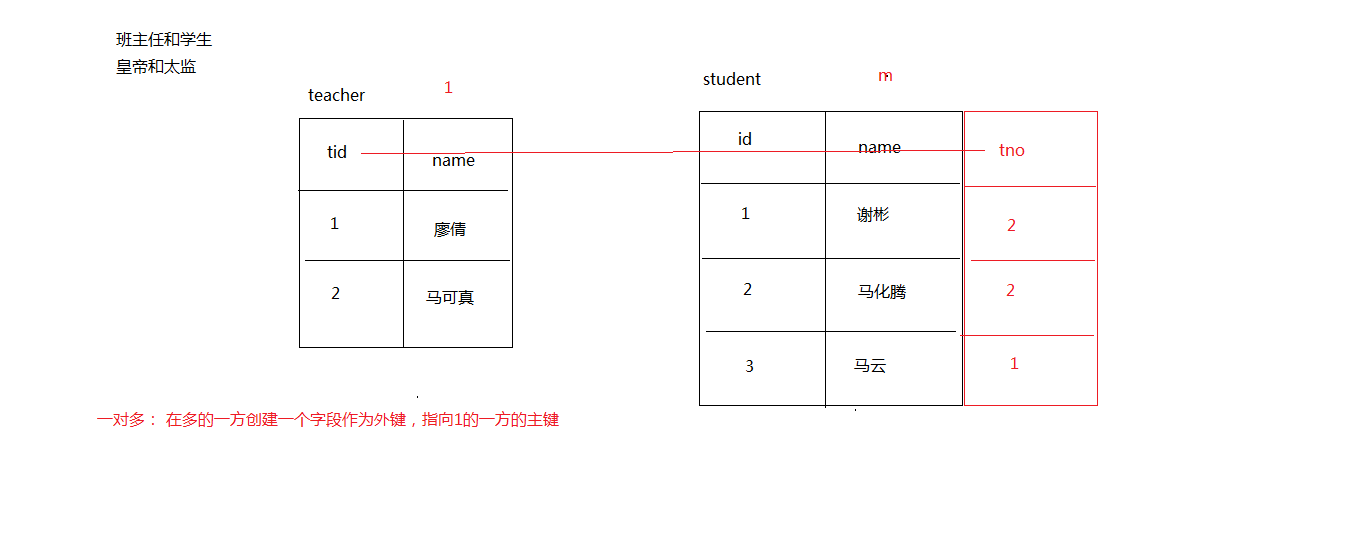 班主任和学生
皇帝和太监
teacher 1
tid name
1 廖倩
2 马可真
student m
id name tno
1 谢彬 2
2 马化腾 2
3 马云 1
一对多： 在多的一方创建一个字段作为外键，指向1的一方的主键